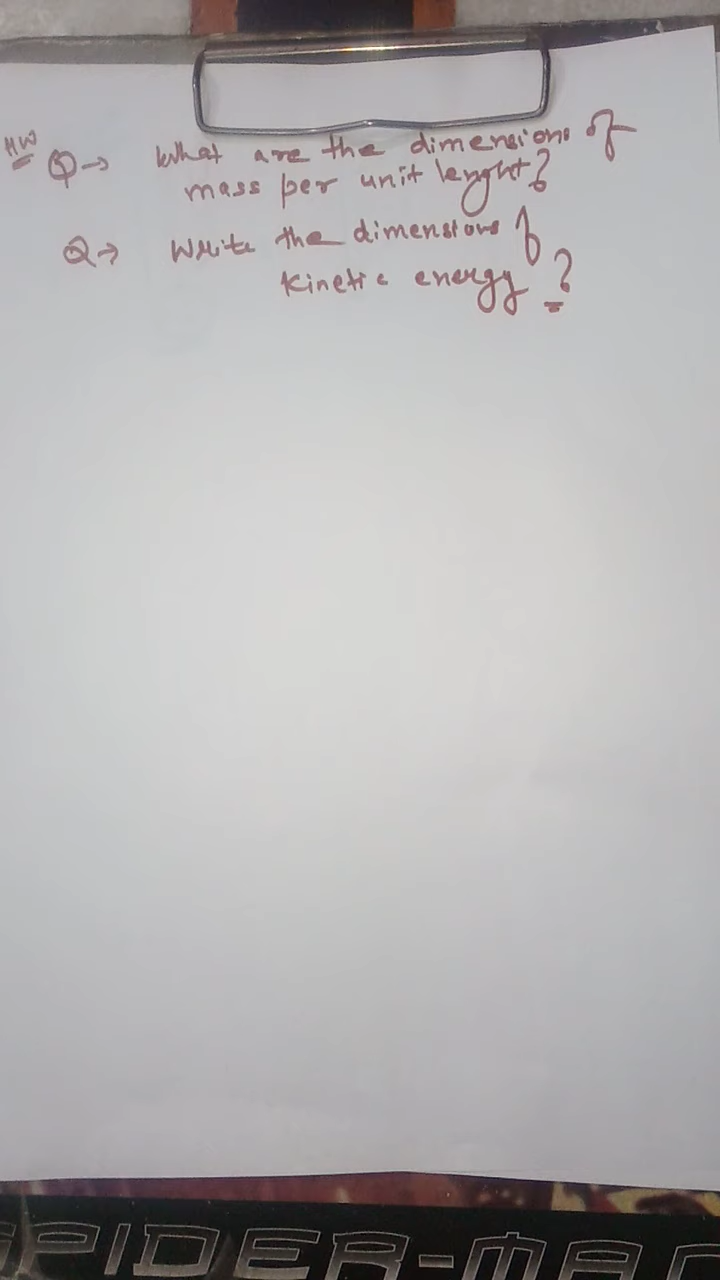 HW Q→ What are the dimensions of
mass per unit lenght?
Q→ Write the dimensions of
kinetic energy?
SPIDER-MAN